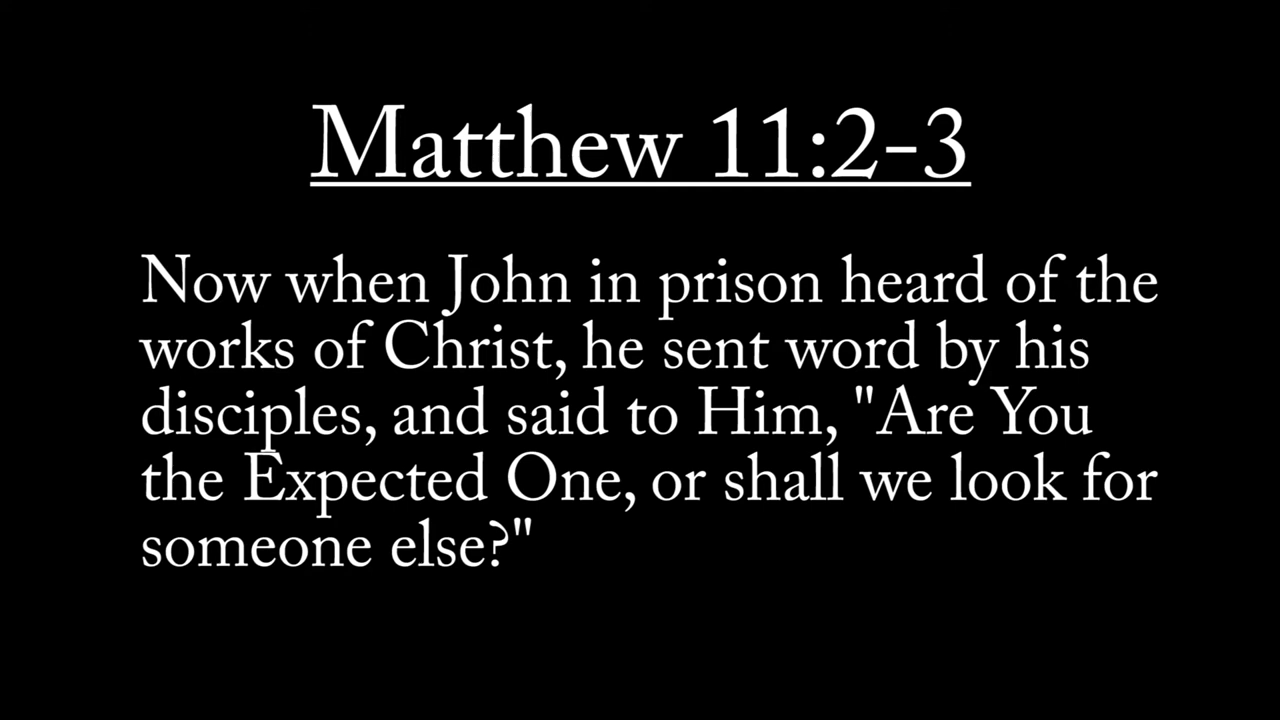 Matthew 11:2-3
Now when John in prison heard of the
works of Christ, he sent word by his
disciples, and said to Him, "Are You
the Expected One, or shall we look for
someone else?"